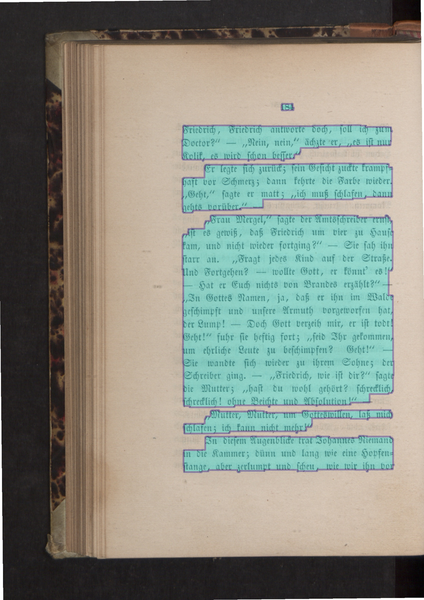 Friedrich, Friedrich antworte doch, soll ich zum
Doctor?" — „Nein, nein," ächzte er, „es ist nur
Kolik, es wird schon besser."
Er legte sich zurück; sein Gesicht zuckte krampf-
haft vor Schmerz; dann kehrte die Farbe wieder.
„Geht," sagte er matt; „ich muß schlafen, dann
gehts vorüber."
„Frau Mergel," sagte der Amtsschreiber ernst
„ist es gewiß, daß Friedrich um vier zu Hause
kam, und nicht wieder fortging?" — Sie sah ihn
starr an. „Fragt jedes Kind auf der Straße.
Und Fortgehen? — wollte Gott, er könnt' es!"
— Hat er Euch nichts von Brandes erzählt?" —
„In Gottes Namen, ja, daß er ihn im Wald
geschimpft und unsere Armuth vorgeworfen hat,
der Lump! — Doch Gott verzeih mir, er ist todt!
Geht!" fuhr sie heftig fort; „seid Ihr gekommen,
um ehrliche Leute zu beschimpfen? Geht!" —
Sie wandte sich wieder zu ihrem Sohne; der
Schreiber ging. — „Friedrich, wie ist dir?" sagte
die Mutter; „hast du wohl gehört? schrecklich,
schrecklich! ohne Beichte und Absolution!"
„Mutter, Mutter, um Gotteswillen, laß mich
schlafen; ich kann nicht mehr!"
In diesem Augenblicke trat Johannes Niemand
in die Kammer; dünn und lang wie eine Hopfen-
stange, aber zerlumpt und scheu, wie wir ihn vor